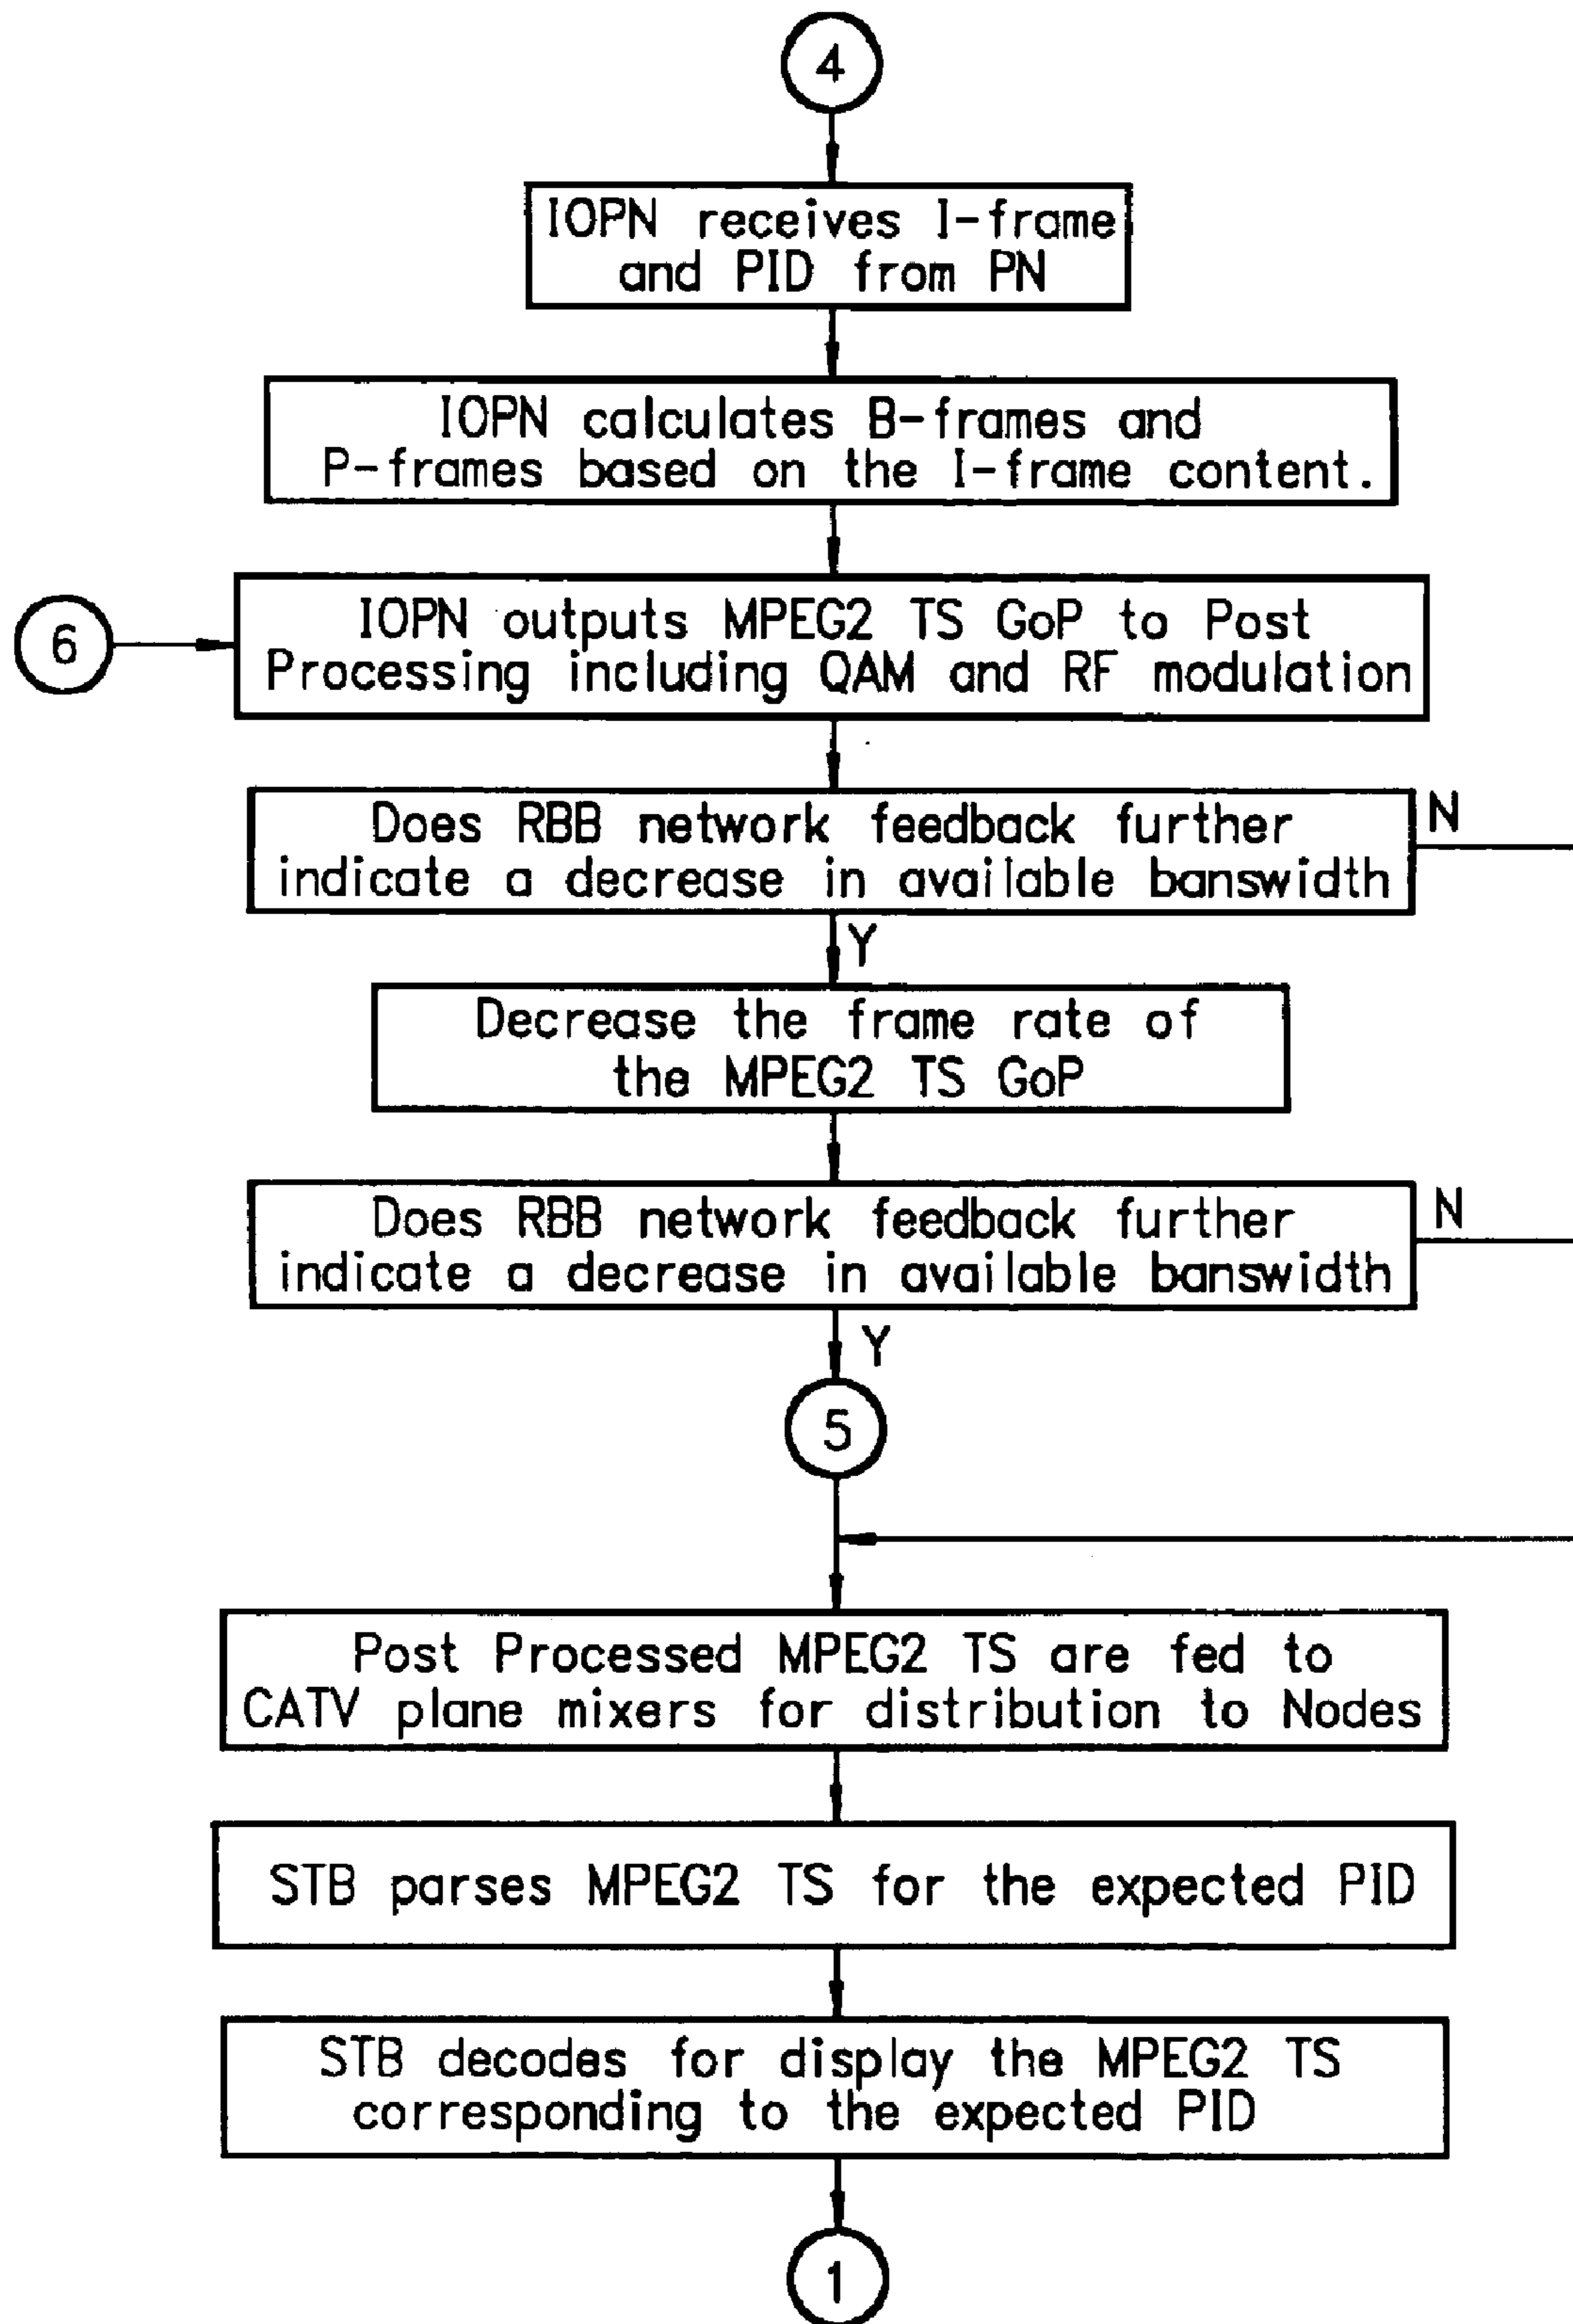 4
IOPN receives I-frame
and PID from PN
IOPN calculates B-frames and
P-frames based on the I-frame content.
6
IOPN outputs MPEG2 TS GoP to Post
Processing including QAM and RF modulation
Does RBB network feedback further
indicate a decrease in available banswidth
N
Y
Decrease the frame rate of
the MPEG2 TS GoP
Does RBB network feedback further
indicate a decrease in available banswidth
N
Y
5
Post Processed MPEG2 TS are fed to
CATV plane mixers for distribution to Nodes
STB parses MPEG2 TS for the expected PID
STB decodes for display the MPEG2 TS
corresponding to the expected PID
1